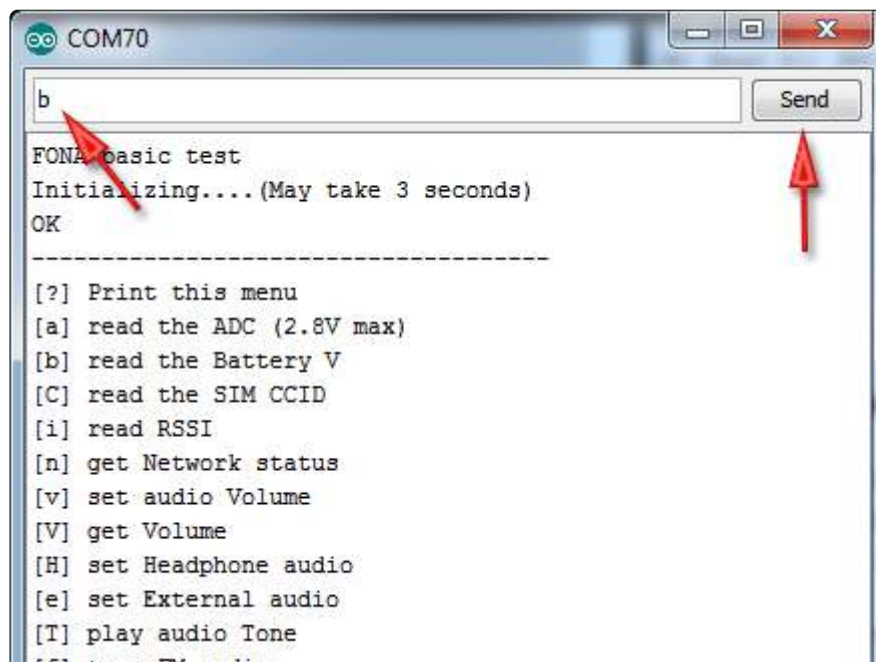 COM70
b
Send
FONA basic test
Initializing....(May take 3 seconds)
OK
--------------------------------------
[?] Print this menu
[a] read the ADC (2.8V max)
[b] read the Battery V
[C] read the SIM CCID
[i] read RSSI
[n] get Network status
[v] set audio Volume
[V] get Volume
[H] set Headphone audio
[e] set External audio
[T] play audio Tone